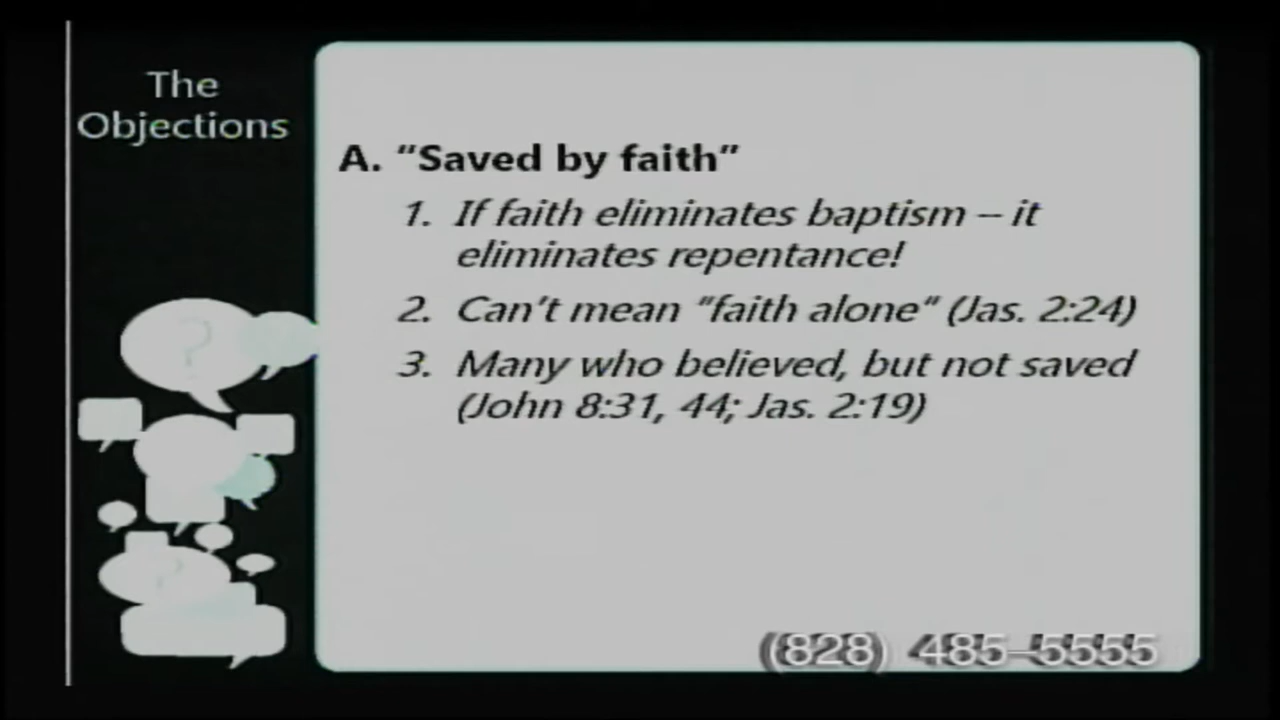 The
Objections
A. "Saved by faith"
1. If faith eliminates baptism – it
eliminates repentance!
2. Can't mean "faith alone" (Jas. 2:24)
3. Many who believed, but not saved
(John 8:31, 44; Jas. 2:19)
?
?
(828) 485-5555